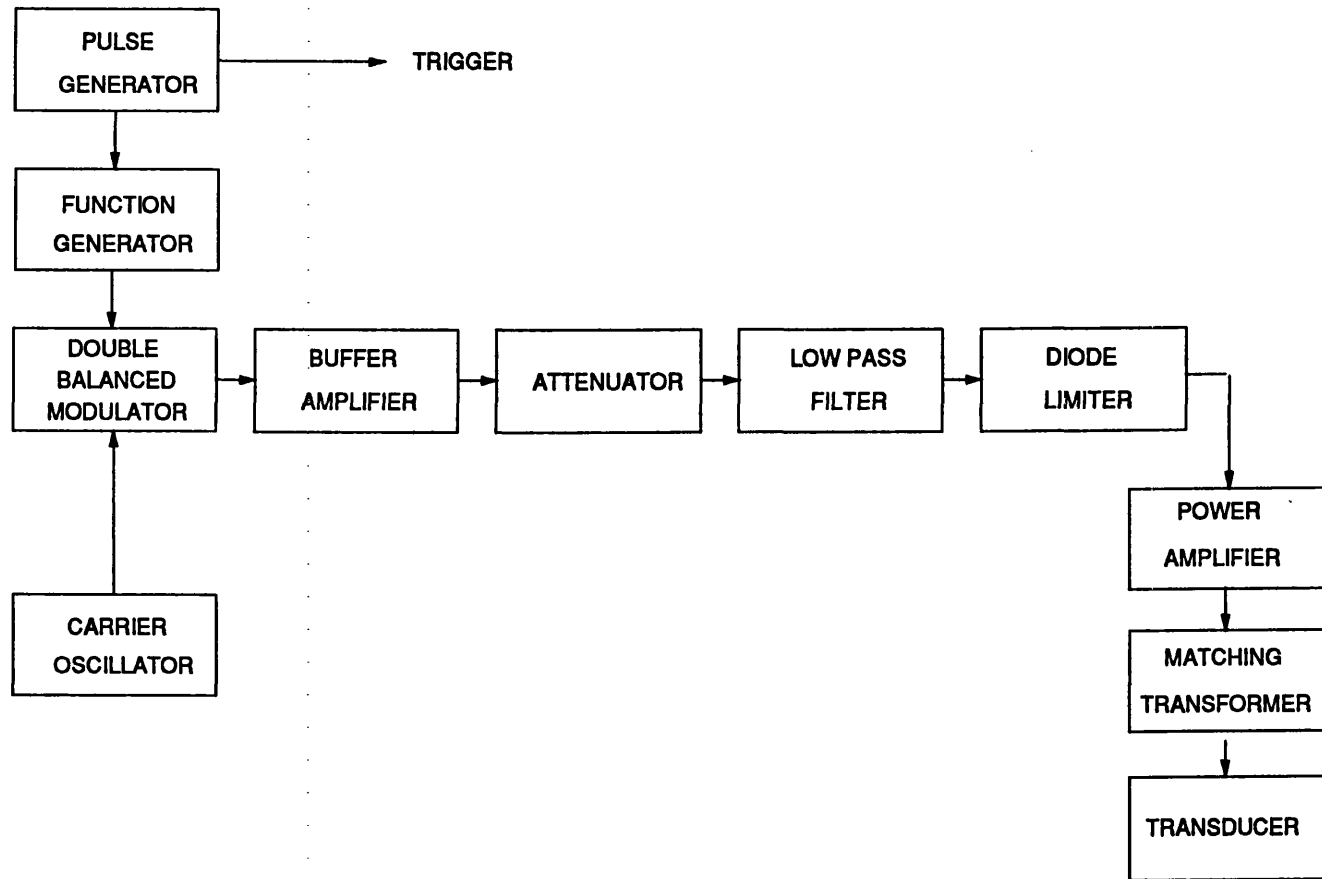 PULSE
GENERATOR
TRIGGER
FUNCTION
GENERATOR
DOUBLE
BALANCED
MODULATOR
BUFFER
AMPLIFIER
ATTENUATOR
LOW PASS
FILTER
DIODE
LIMITER
POWER
AMPLIFIER
CARRIER
OSCILLATOR
MATCHING
TRANSFORMER
TRANSDUCER